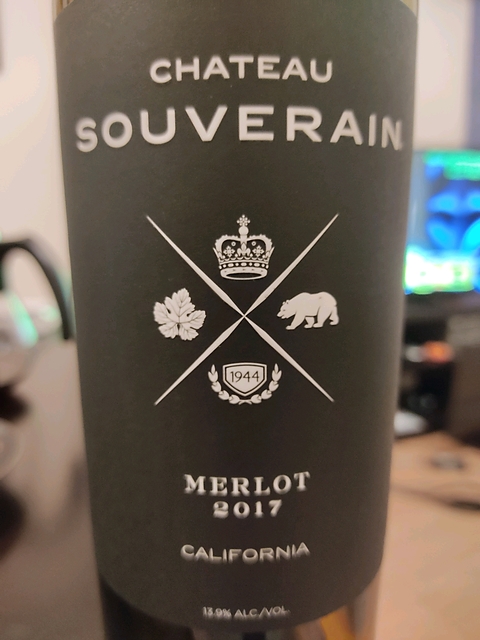 CHATEAU
SOUVERAIN
1944
MERLOT
2017
CALIFORNIA
13.9% ALC/VOL.